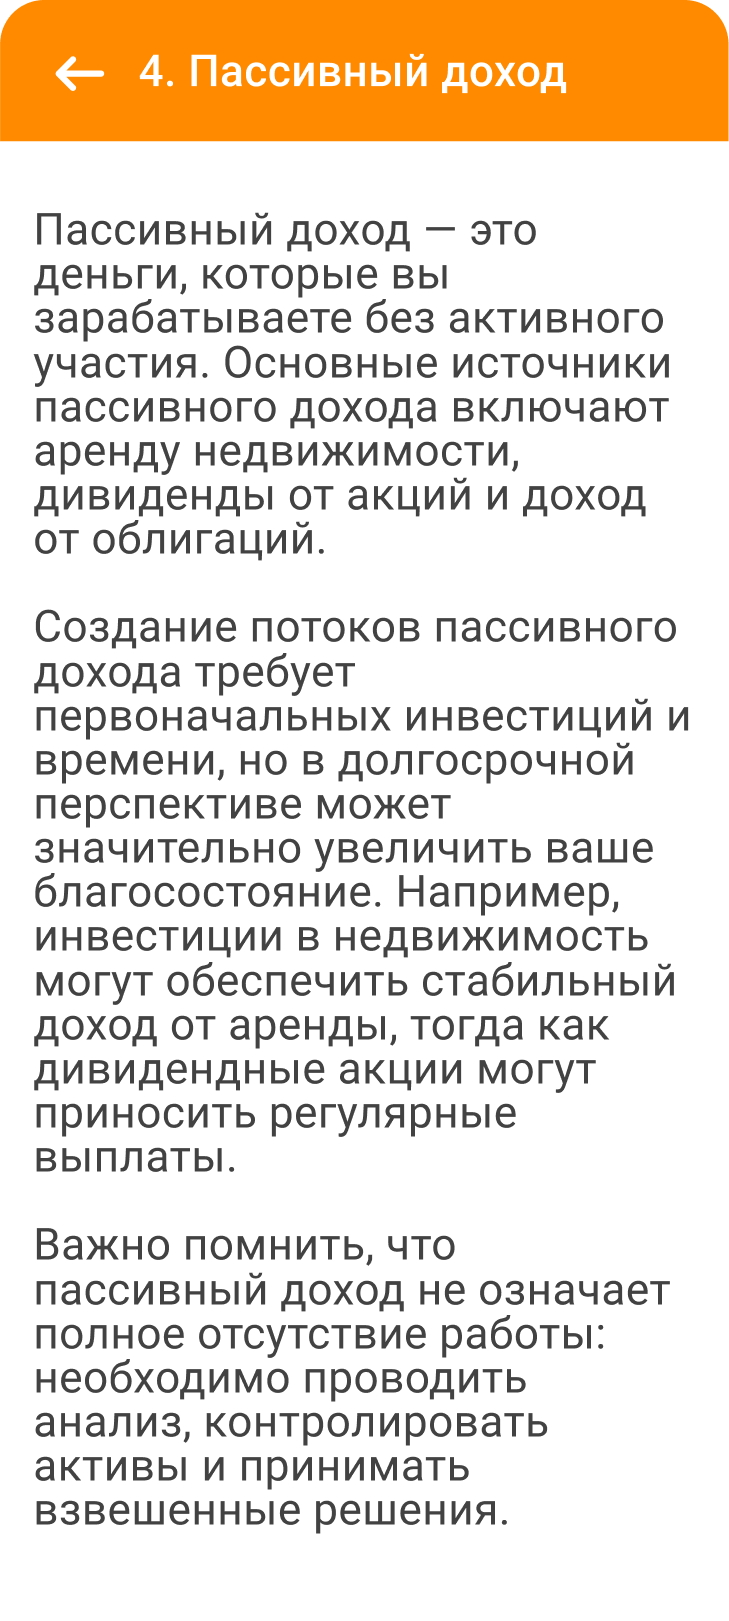 4. Пассивный доход
Пассивный доход — это
деньги, которые вы
зарабатываете без активного
участия. Основные источники
пассивного дохода включают
аренду недвижимости,
дивиденды от акций и доход
от облигаций.
Создание потоков пассивного
дохода требует
первоначальных инвестиций и
времени, но в долгосрочной
перспективе может
значительно увеличить ваше
благосостояние. Например,
инвестиции в недвижимость
могут обеспечить стабильный
доход от аренды, тогда как
дивидендные акции могут
приносить регулярные
выплаты.
Важно помнить, что
пассивный доход не означает
полное отсутствие работы:
необходимо проводить
анализ, контролировать
активы и принимать
взвешенные решения.